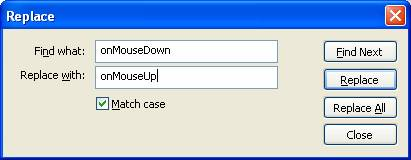 Replace
Find what: onMouseDown Find Next
Replace with: onMouseUp Replace
Match case Replace All
Close